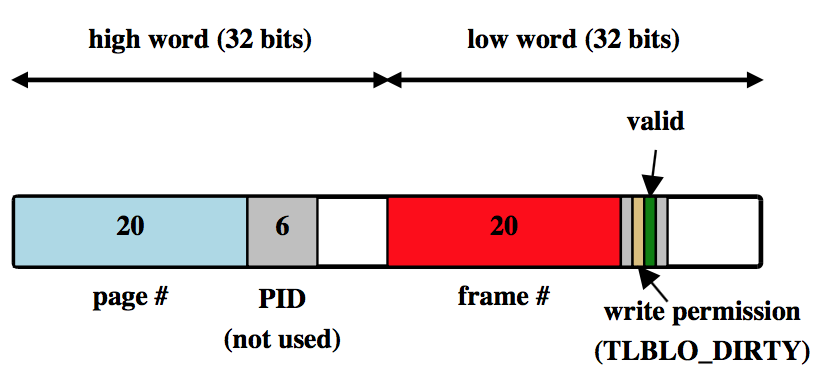 high word (32 bits)
low word (32 bits)
valid
20
6
20
page #
PID
(not used)
frame #
write permission
(TLBLO_DIRTY)